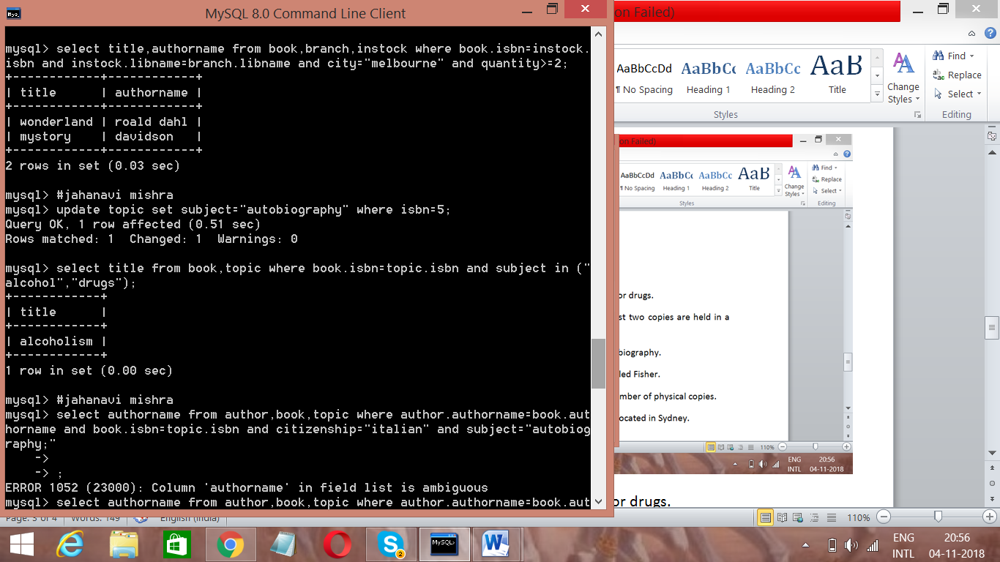 MySQL 8.0 Command Line Client
mysql> select title,authorname from book,branch,instock where book.isbn=instock.
isbn and instock.libname=branch.libname and city="melbourne" and quantity>=2;
+------------+------------+
| title      | authorname |
+------------+------------+
| wonderland | roald dahl |
| mystory    | davidson   |
+------------+------------+
2 rows in set (0.03 sec)
mysql> #jahanavi mishra
mysql> update topic set subject="autobiography" where isbn=5;
Query OK, 1 row affected (0.51 sec)
Rows matched: 1  Changed: 1  Warnings: 0
mysql> select title from book,topic where book.isbn=topic.isbn and subject in ("
alcohol","drugs");
+------------+
| title      |
+------------+
| alcoholism |
+------------+
1 row in set (0.00 sec)
mysql> #jahanavi mishra
mysql> select authorname from author,book,topic where author.authorname=book.aut
horname and book.isbn=topic.isbn and citizenship="italian" and subject="autobiog
raphy;"
    ->
    -> ;
ERROR 1052 (23000): Column 'authorname' in field list is ambiguous
mysql> select authorname from author,book,topic where author.authorname=book.aut
on Failed)
AaBbCcDd AaBbCc AaBbCc AaB
¶ No Spacing Heading 1 Heading 2 Title
Change
Styles
Find
Replace
Select
Styles
Editing
on Failed)
AaBbCcDd AaBbCc AaBbCc AaB
¶ No Spacing Heading 1 Heading 2 Title
Change
Styles
Find
Replace
Select
Styles
Editing
or drugs.
st two copies are held in a
biography.
led Fisher.
mber of physical copies.
ocated in Sydney.
110%
ENG
INTL
20:56
04-11-2018
or drugs.
Page: 3 of 4 Words: 149 English (India)
110%
MySQL>
2
W
ENG
INTL
20:56
04-11-2018